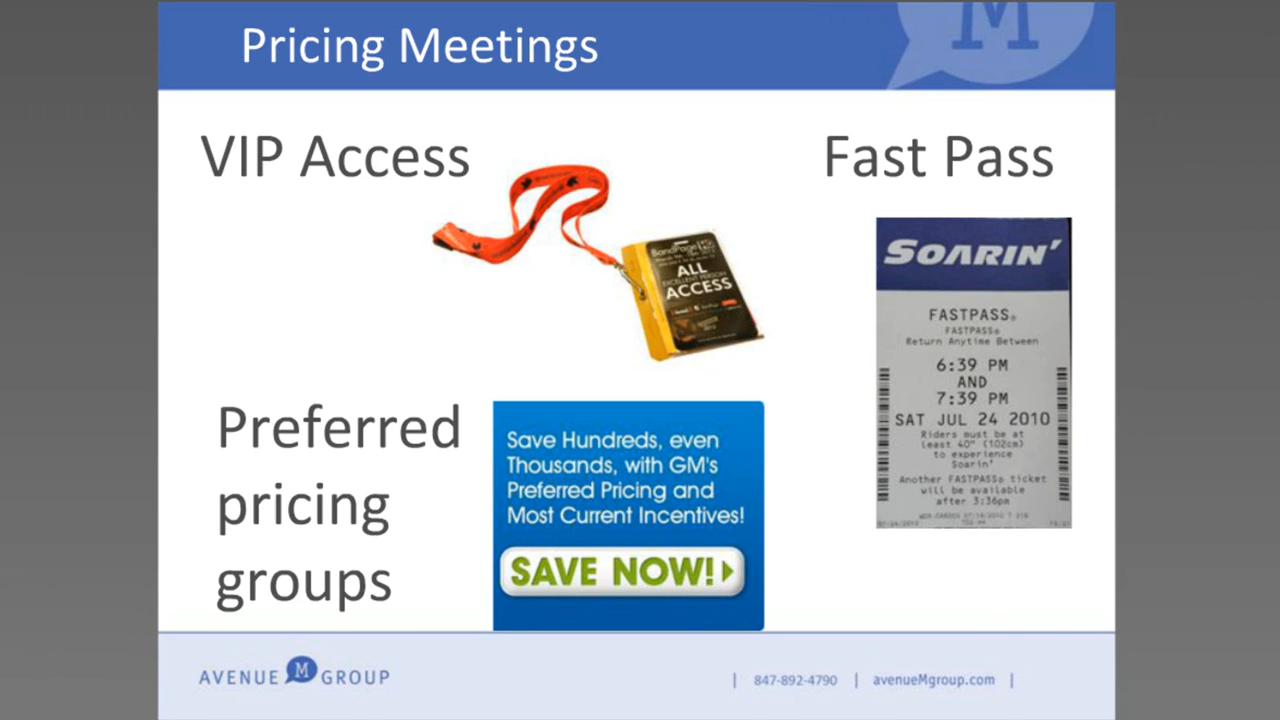 Pricing Meetings
M
VIP Access
Fast Pass
BandPage
ALL
EXCELLENT PERSON
ACCESS
SOARIN'
FASTPASS®
FASTPASS®
Return Anytime Between
6:39 PM
AND
7:39 PM
SAT JUL 24 2010
Riders must be at
least 40" (102cm)
to experience
Soarin'
Another FASTPASS® ticket
will be available
after 3:36pm
Preferred
pricing
groups
Save Hundreds, even
Thousands, with GM's
Preferred Pricing and
Most Current Incentives!
SAVE NOW!
AVENUE M GROUP
| 847-892-4790 | avenueMgroup.com |